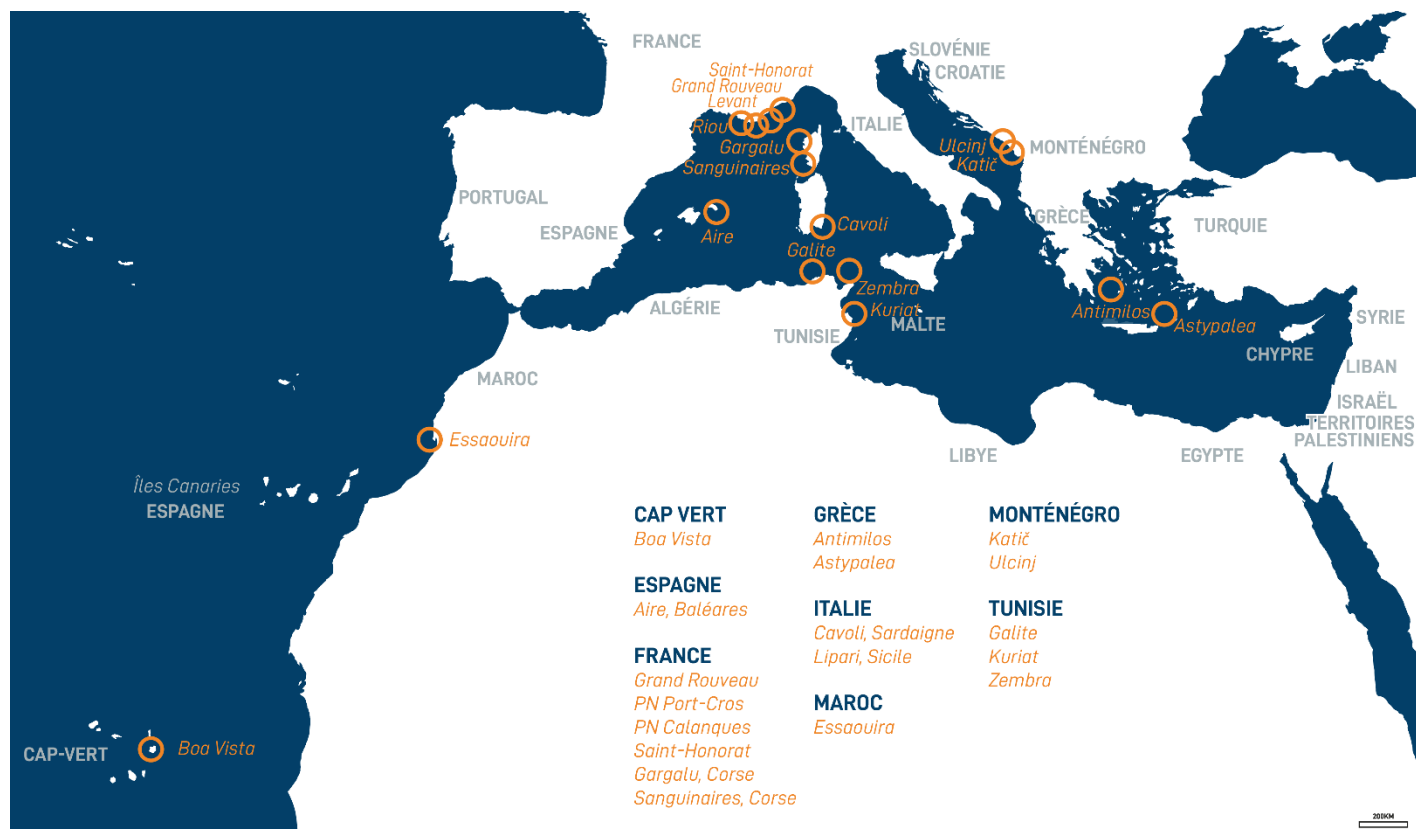 FRANCE
SLOVÉNIE
CROATIE
Saint-Honorat
Grand Rouveau
Levant
Riou
ITALIE
Gargalu
Sanguinaires
Ulcinj
Katič
MONTÉNÉGRO
PORTUGAL
ESPAGNE
Aire
Cavoli
Galite
GRÈCE
TURQUIE
Zembra
Kuriat
ALGÉRIE
MALTE
TUNISIE
Antimilos
Astypalea
SYRIE
CHYPRE
LIBAN
MAROC
ISRAËL
TERRITOIRES
PALESTINIENS
Essaouira
LIBYE
EGYPTE
Îles Canaries
ESPAGNE
CAP-VERT
Boa Vista
CAP VERT
Boa Vista
ESPAGNE
Aire, Baléares
FRANCE
Grand Rouveau
PN Port-Cros
PN Calanques
Saint-Honorat
Gargalu, Corse
Sanguinaires, Corse
GRÈCE
Antimilos
Astypalea
ITALIE
Cavoli, Sardaigne
Lipari, Sicile
MAROC
Essaouira
MONTÉNÉGRO
Katič
Ulcinj
TUNISIE
Galite
Kuriat
Zembra
200KM